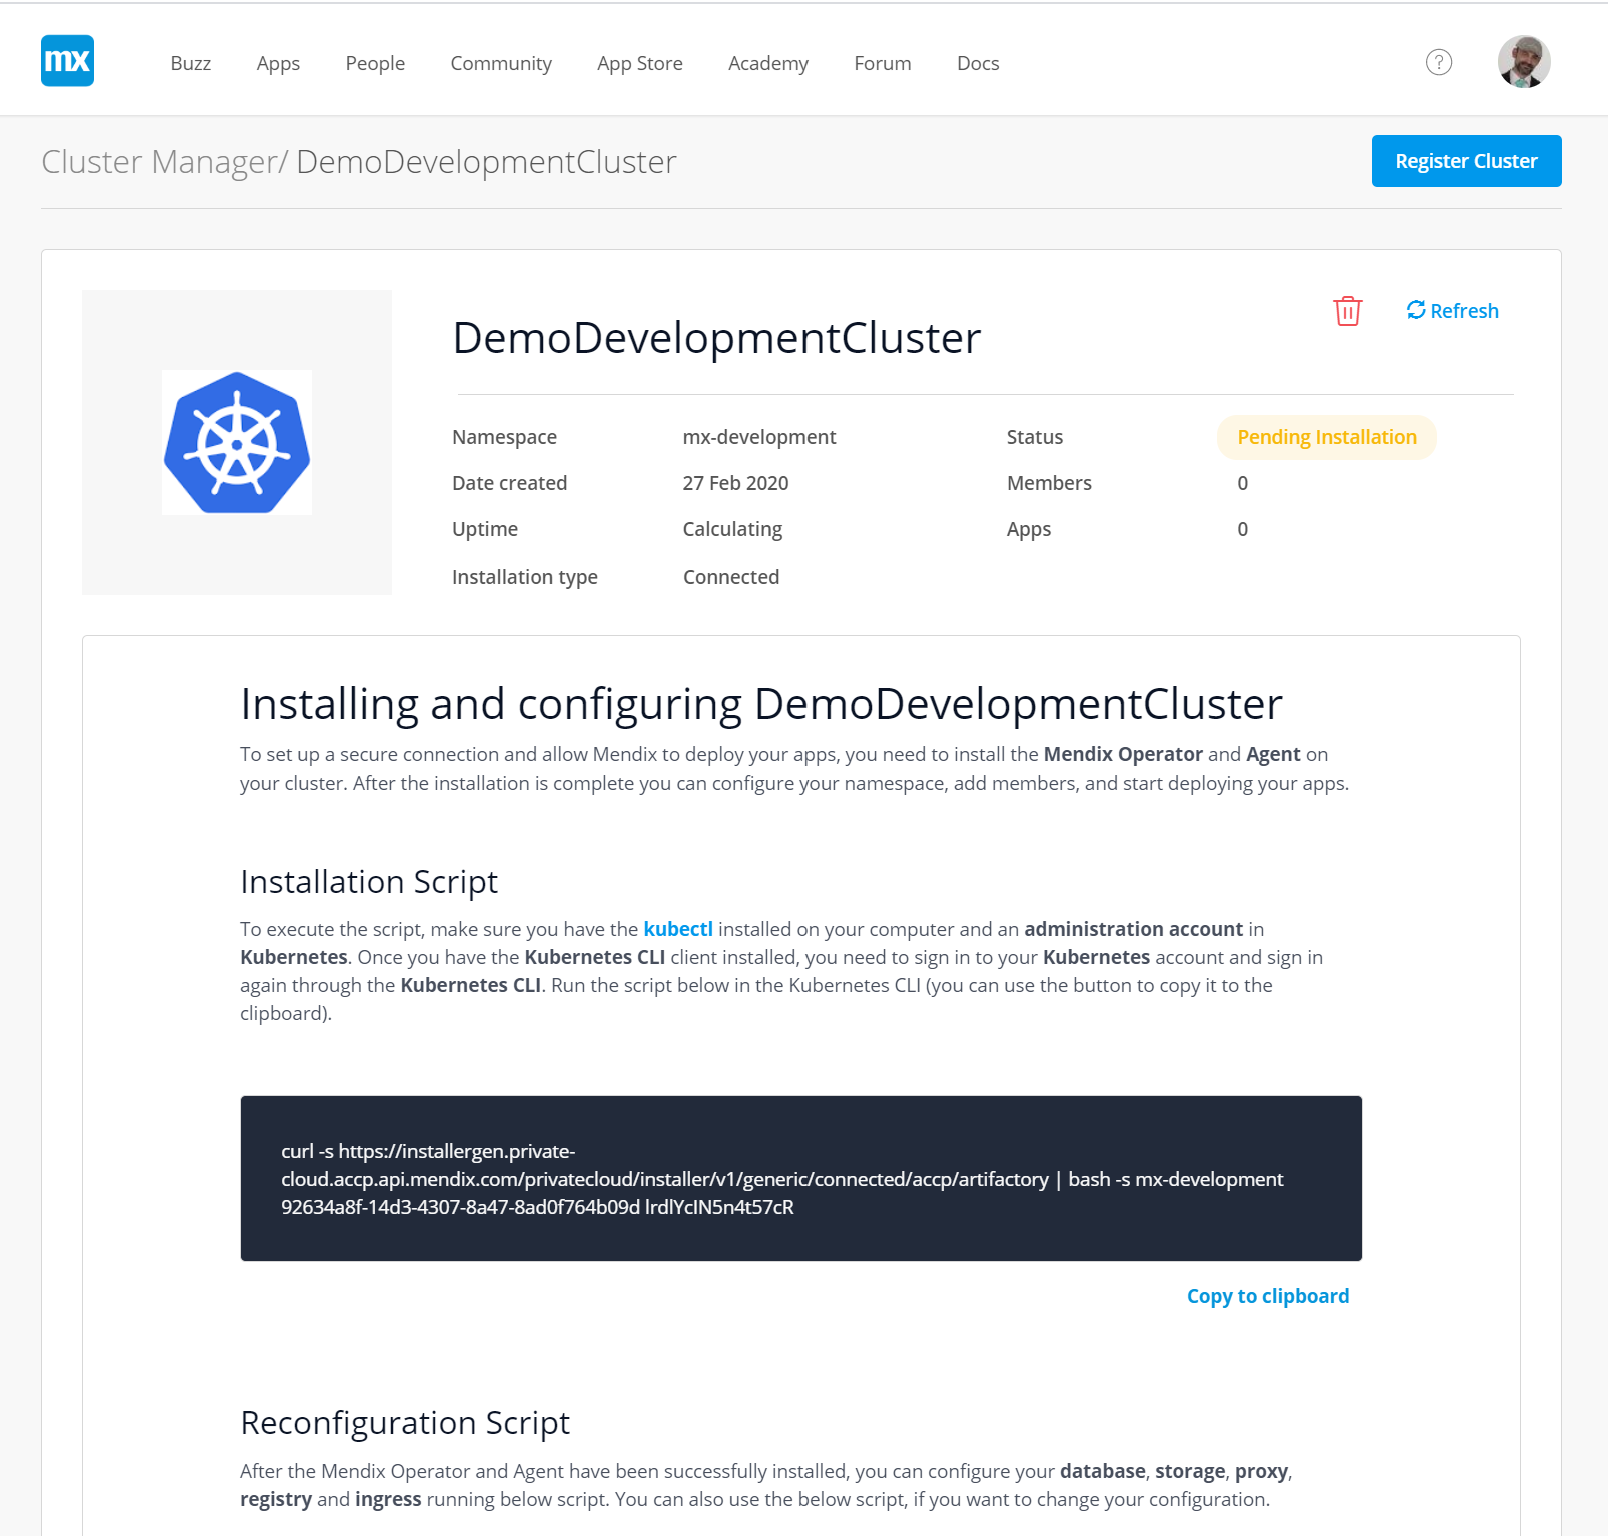 mx
Buzz Apps People Community App Store Academy Forum Docs ?
Cluster Manager/ DemoDevelopmentCluster Register Cluster
DemoDevelopmentCluster Refresh
Namespace mx-development Status Pending Installation
Date created 27 Feb 2020 Members 0
Uptime Calculating Apps 0
Installation type Connected
Installing and configuring DemoDevelopmentCluster
To set up a secure connection and allow Mendix to deploy your apps, you need to install the Mendix Operator and Agent on
your cluster. After the installation is complete you can configure your namespace, add members, and start deploying your apps.
Installation Script
To execute the script, make sure you have the kubectl installed on your computer and an administration account in
Kubernetes. Once you have the Kubernetes CLI client installed, you need to sign in to your Kubernetes account and sign in
again through the Kubernetes CLI. Run the script below in the Kubernetes CLI (you can use the button to copy it to the
clipboard).
curl -s https://installergen.private-
cloud.accp.api.mendix.com/privatecloud/installer/v1/generic/connected/accp/artifactory | bash -s mx-development
92634a8f-14d3-4307-8a47-8ad0f764b09d lrdlYcIN5n4t57cR
Copy to clipboard
Reconfiguration Script
After the Mendix Operator and Agent have been successfully installed, you can configure your database, storage, proxy,
registry and ingress running below script. You can also use the below script, if you want to change your configuration.